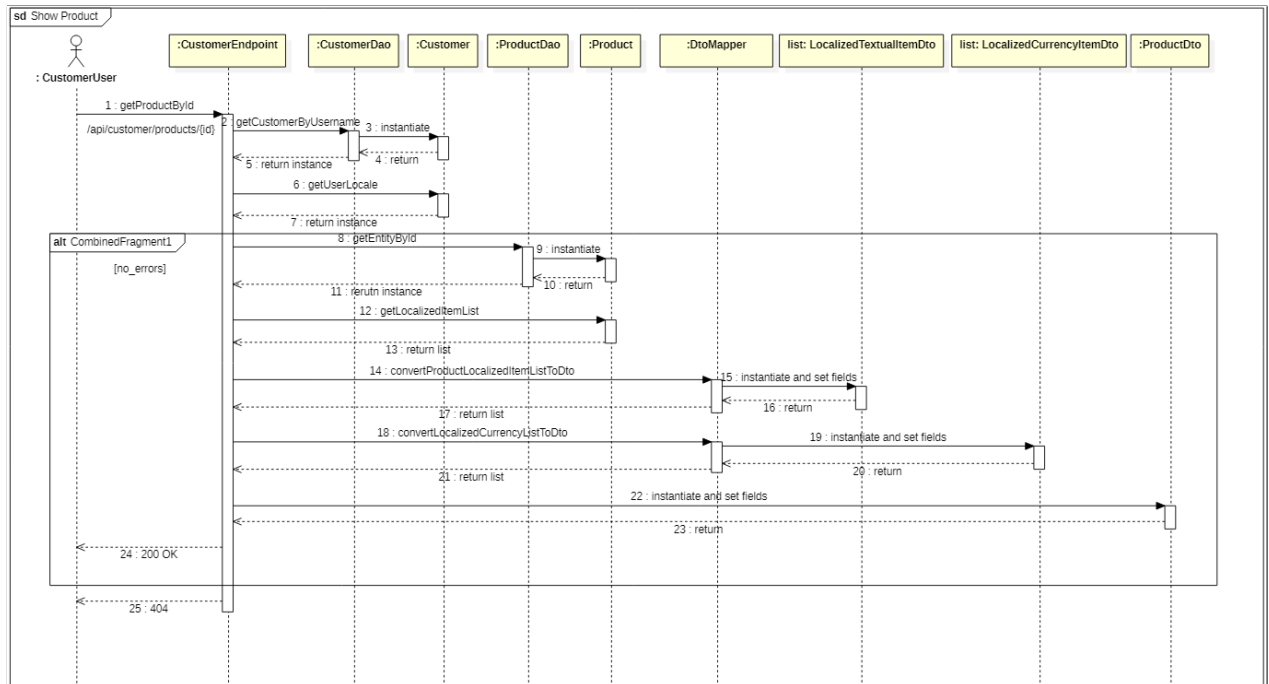 sd Show Product
:CustomerEndpoint
:CustomerDao
:Customer
:ProductDao
:Product
:DtoMapper
list: LocalizedTextualItemDto
list: LocalizedCurrencyItemDto
:ProductDto
: CustomerUser
1 : getProductById
/api/customer/products/{id}
2 : getCustomerByUsername
3 : instantiate
4 : return
5 : return instance
6 : getUserLocale
7 : return instance
alt CombinedFragment1
[no_errors]
8 : getEntityById
9 : instantiate
10 : return
11 : rerutn instance
12 : getLocalizedItemList
13 : return list
14 : convertProductLocalizedItemListToDto
15 : instantiate and set fields
16 : return
17 : return list
18 : convertLocalizedCurrencyListToDto
19 : instantiate and set fields
20 : return
21 : return list
22 : instantiate and set fields
23 : return
24 : 200 OK
25 : 404